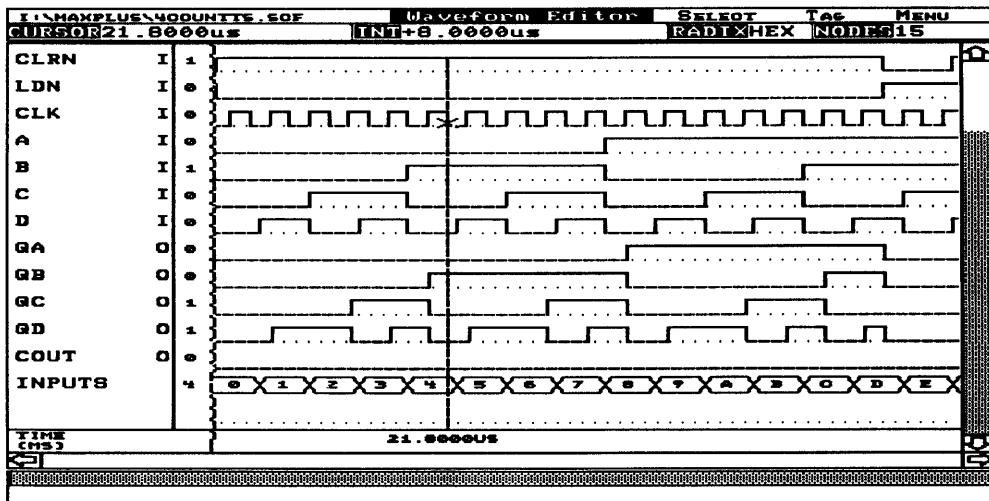 I:\MAXPLUS\4COUNTTS.SCF Waveform Editor SELECT TAG MENU
CURSOR 21.8000us INT +8.0000us RADIX HEX NODES 15
CLRN I 1
LDN I 0
CLK I 0
A I 0
B I 1
C I 0
D I 0
QA O 0
QB O 0
QC O 1
QD O 1
COUT O 0
INPUTS 4 0 1 2 3 4 5 6 7 8 9 A B C D E
TIME 21.8000US